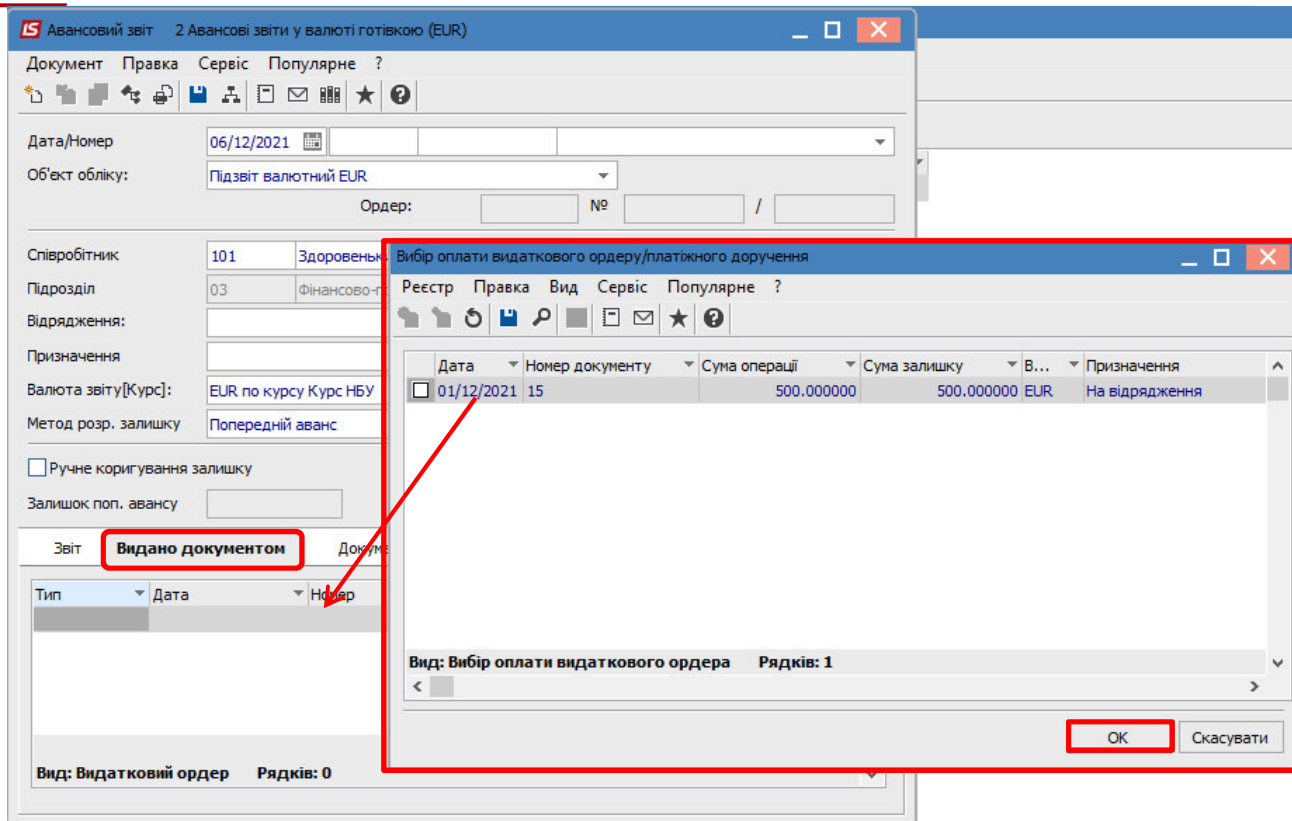 Авансовий звіт 2 Авансові звіти у валюті готівкою (EUR)
Документ Правка Сервіс Популярне ?
Дата/Номер 06/12/2021
Об'єкт обліку: Підзвіт валютний EUR
Ордер: № /
Співробітник 101
Підрозділ 03
Відрядження:
Призначення
Валюта звіту[Курс]: EUR по курсу Курс НБУ
Метод розр. залишку Попередній аванс
Ручне коригування залишку
Залишок поп. авансу
Звіт Видано документом
Тип Дата Номер
Вид: Видатковий ордер Рядків: 0
Вибір оплати видаткового ордеру/платіжного доручення
Реєстр Правка Вид Сервіс Популярне ?
Дата Номер документу Сума операції Сума залишку В... Призначення
01/12/2021 15 500.000000 500.000000 EUR На відрядження
Вид: Вибір оплати видаткового ордера Рядків: 1
OK Скасувати